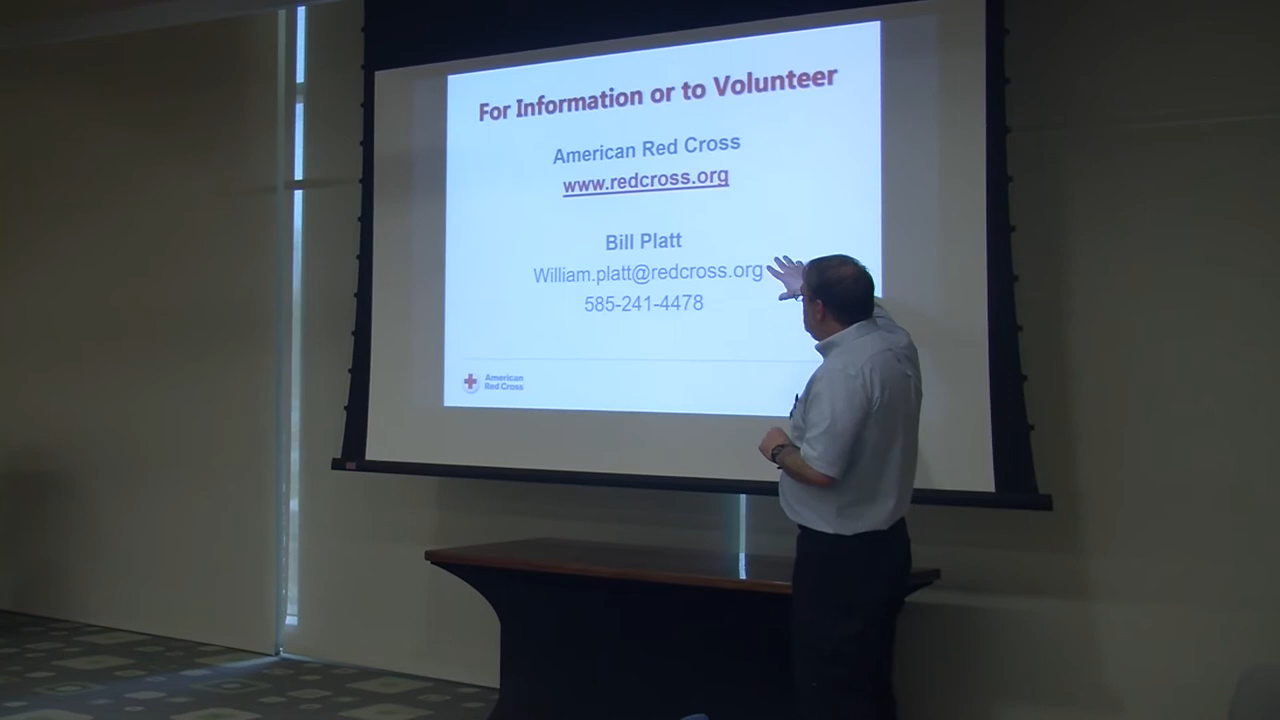 For Information or to Volunteer
American Red Cross
www.redcross.org
Bill Platt
William.platt@redcross.org
585-241-4478
American
Red Cross